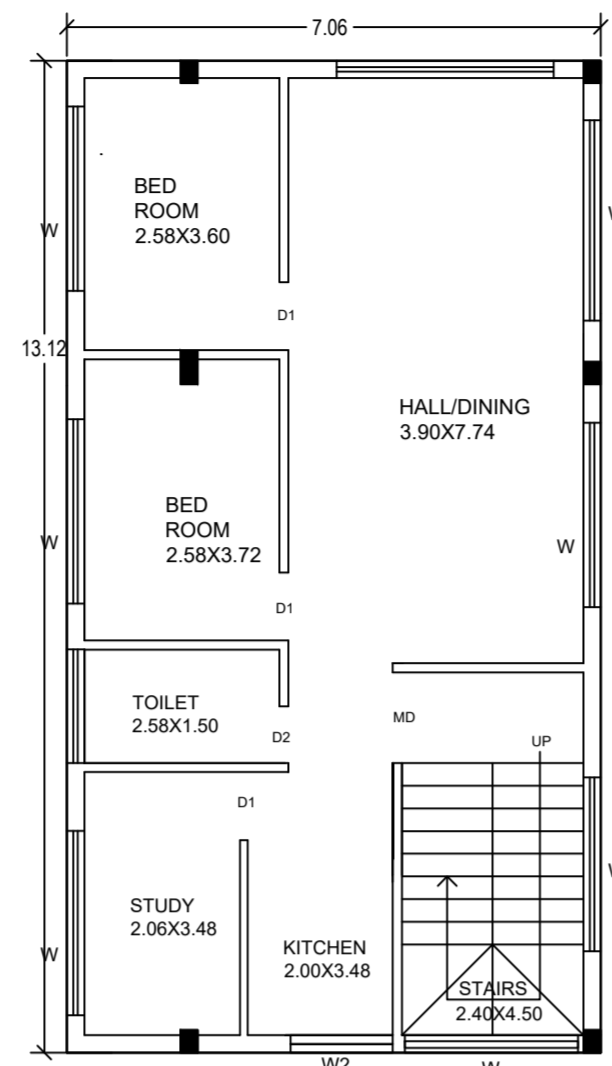 7.06
BED
ROOM
2.58X3.60
W
W
D1
13.12
HALL/DINING
3.90X7.74
BED
ROOM
2.58X3.72
W
W
D1
TOILET
2.58X1.50
MD
D2
UP
D1
W
STUDY
2.06X3.48
KITCHEN
2.00X3.48
W
STAIRS
2.40X4.50
W2
W